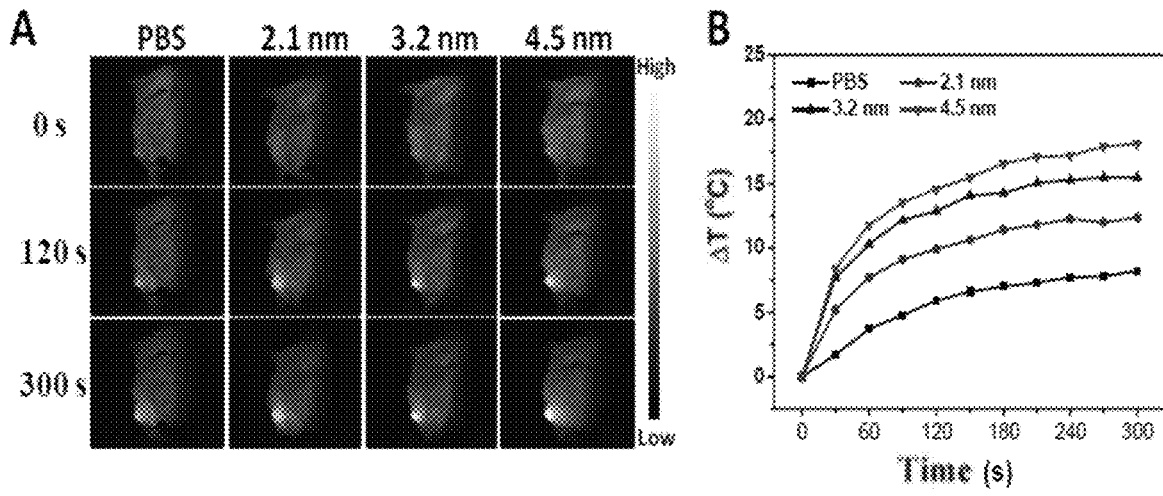 A
PBS 2.1 nm 3.2 nm 4.5 nm
High
0 s
120 s
300 s
Low
B
PBS 2.1 nm
3.2 nm 4.5 nm
25
20
15
10
5
0
ΔT (°C)
0 60 120 180 240 300
Time (s)